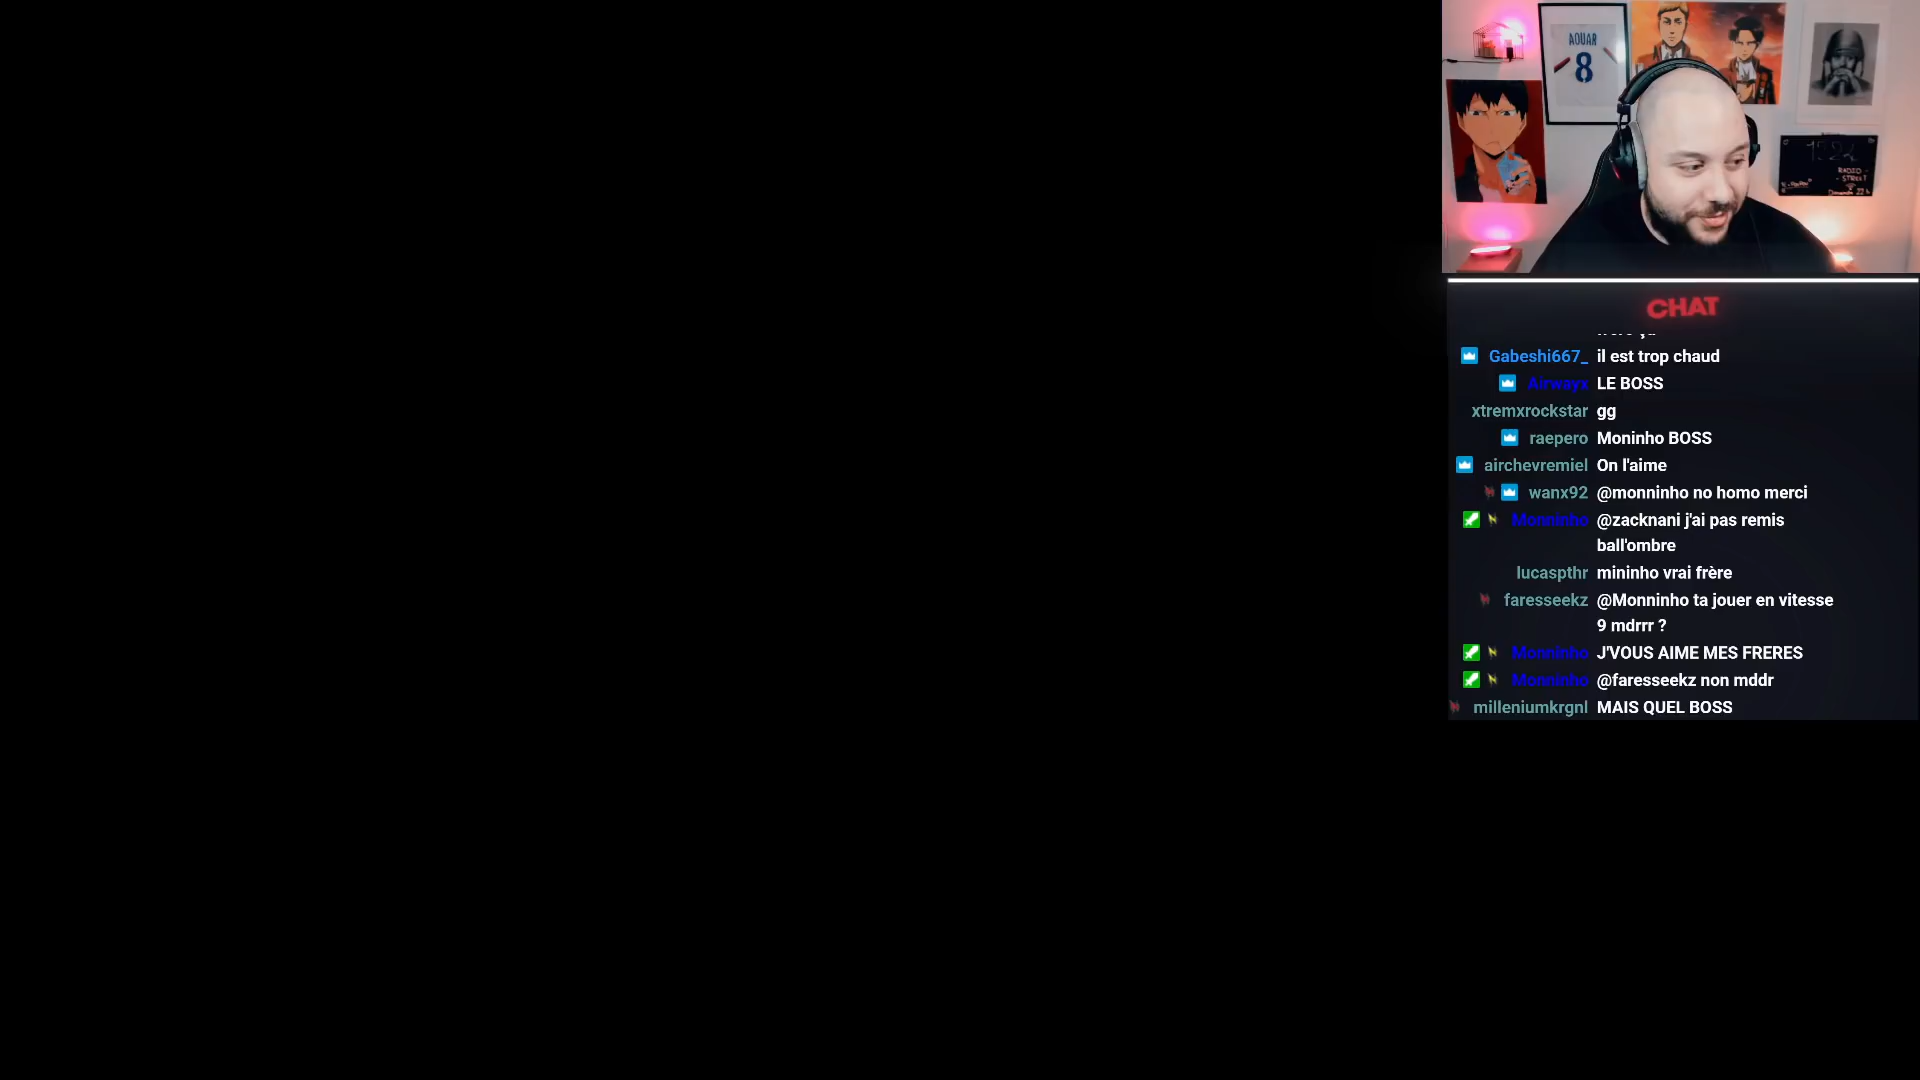 AOUAR
8
RADIO -
- STREET
CHAT
Gabeshi667_ il est trop chaud
Airwayx LE BOSS
xtremxrockstar gg
raepero Moninho BOSS
airchevremiel On l'aime
wanx92 @monninho no homo merci
Monninho @zacknani j'ai pas remis
ball'ombre
lucaspthr mininho vrai frère
faresseekz @Monninho ta jouer en vitesse
9 mdrrr ?
Monninho J'VOUS AIME MES FRERES
Monninho @faresseekz non mddr
milleniumkrgnl MAIS QUEL BOSS